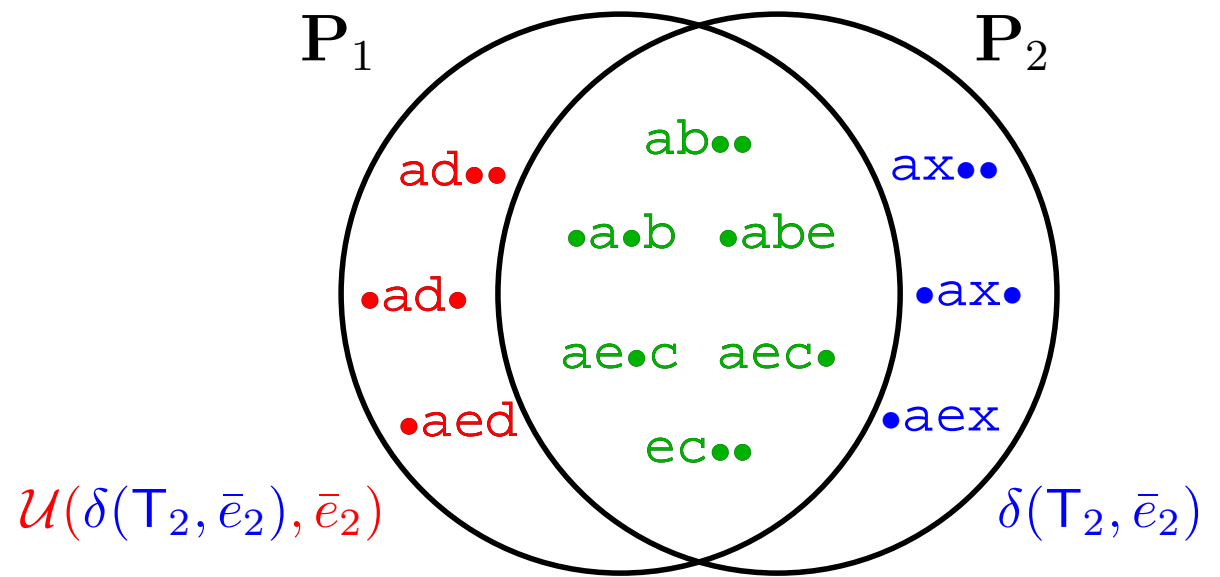 P₁ P₂
ab••
ad•• ax••
•a•b •abe
•ad• •ax•
ae•c aec•
•aed •aex
ec••
𝒰(δ(T₂, ē₂), ē₂) δ(T₂, ē₂)